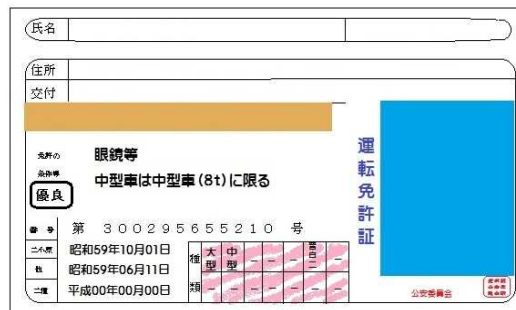 氏名
住所
交付
免許の
条件等
眼鏡等
中型車は中型車(8t)に限る
優良
運転免許証
番号 第 300295655210 号
二小原 昭和59年10月01日
他 昭和59年06月11日
二種 平成00年00月00日
種類
大型 中型 - - 普自二 -
- - - - - -
公安委員会